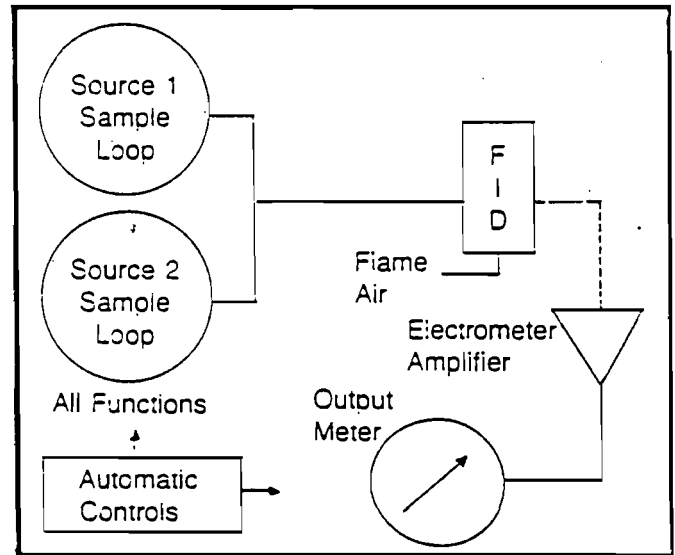 Source 1
Sample
Loop
F
I
D
Source 2
Sample
Loop
Flame
Air
Electrometer
Amplifier
All Functions
Output
Meter
Automatic
Controls